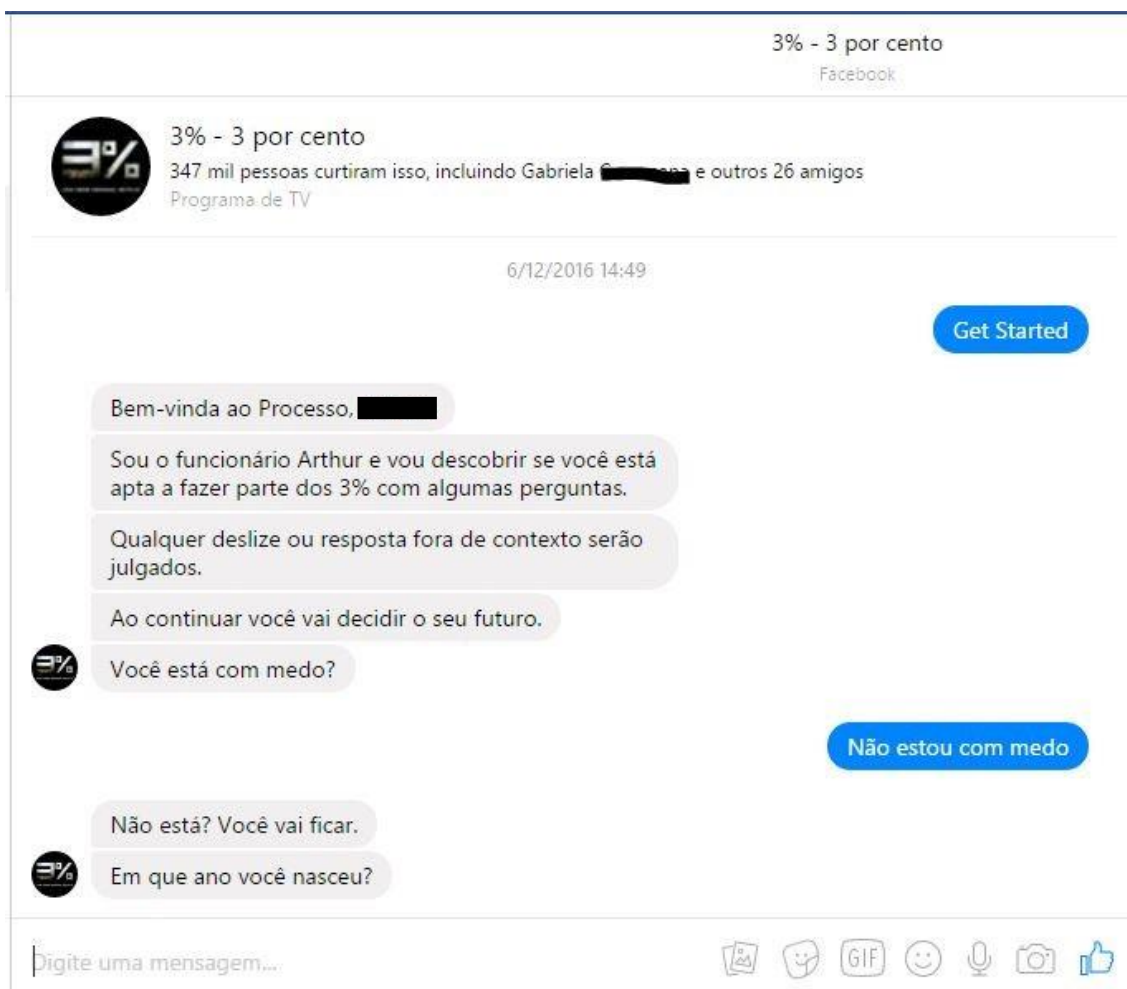 3% - 3 por cento
Facebook
3%
3% - 3 por cento
347 mil pessoas curtiram isso, incluindo Gabriela e outros 26 amigos
Programa de TV
6/12/2016 14:49
Get Started
Bem-vinda ao Processo,
Sou o funcionário Arthur e vou descobrir se você está
apta a fazer parte dos 3% com algumas perguntas.
Qualquer deslize ou resposta fora de contexto serão
julgados.
Ao continuar você vai decidir o seu futuro.
3%
Você está com medo?
Não estou com medo
Não está? Você vai ficar.
3%
Em que ano você nasceu?
Digite uma mensagem...
GIF